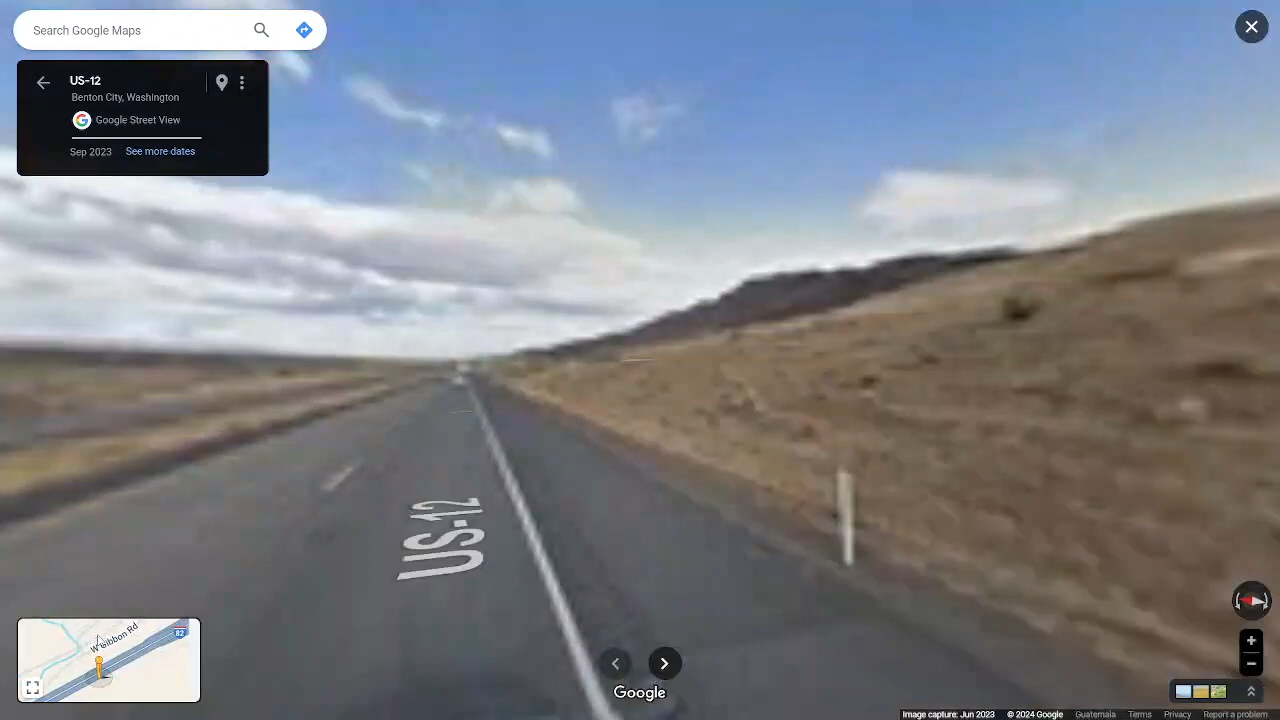 Search Google Maps
US-12
Benton City, Washington
Google Street View
Sep 2023 See more dates
US-12
82
W Gibbon Rd
Google
Image capture: Jun 2023 © 2024 Google Guatemala Terms Privacy Report a problem